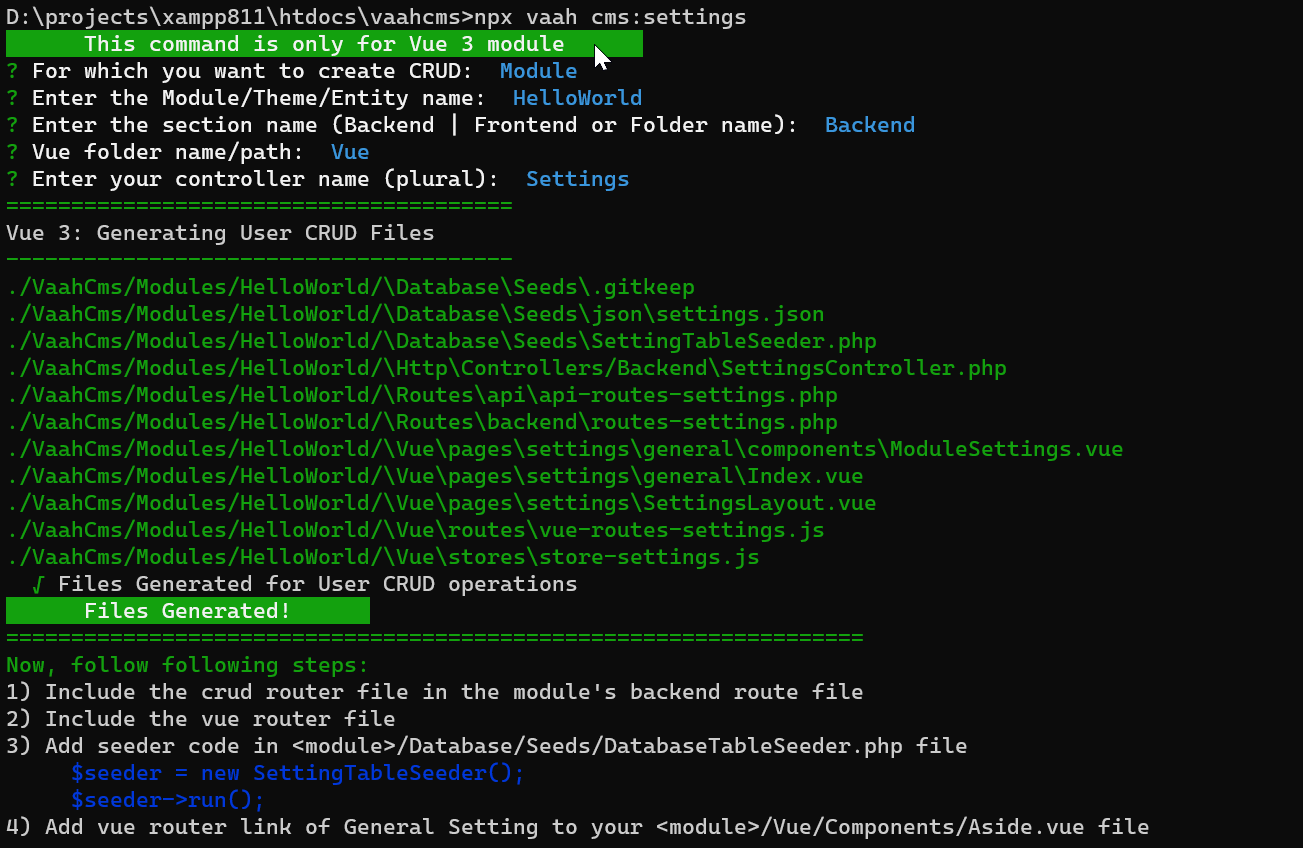 D:\projects\xampp811\htdocs\vaahcms>npx vaah cms:settings
This command is only for Vue 3 module
? For which you want to create CRUD:  Module
? Enter the Module/Theme/Entity name:  HelloWorld
? Enter the section name (Backend | Frontend or Folder name):  Backend
? Vue folder name/path:  Vue
? Enter your controller name (plural):  Settings
=======================================
Vue 3: Generating User CRUD Files
---------------------------------------
./VaahCms/Modules/HelloWorld/\Database\Seeds\.gitkeep
./VaahCms/Modules/HelloWorld/\Database\Seeds\json\settings.json
./VaahCms/Modules/HelloWorld/\Database\Seeds\SettingTableSeeder.php
./VaahCms/Modules/HelloWorld/\Http\Controllers/Backend\SettingsController.php
./VaahCms/Modules/HelloWorld/\Routes\api\api-routes-settings.php
./VaahCms/Modules/HelloWorld/\Routes\backend\routes-settings.php
./VaahCms/Modules/HelloWorld/\Vue\pages\settings\general\components\ModuleSettings.vue
./VaahCms/Modules/HelloWorld/\Vue\pages\settings\general\Index.vue
./VaahCms/Modules/HelloWorld/\Vue\pages\settings\SettingsLayout.vue
./VaahCms/Modules/HelloWorld/\Vue\routes\vue-routes-settings.js
./VaahCms/Modules/HelloWorld/\Vue\stores\store-settings.js
√ Files Generated for User CRUD operations
Files Generated!
==================================================================
Now, follow following steps:
1) Include the crud router file in the module's backend route file
2) Include the vue router file
3) Add seeder code in <module>/Database/Seeds/DatabaseTableSeeder.php file
$seeder = new SettingTableSeeder();
$seeder->run();
4) Add vue router link of General Setting to your <module>/Vue/Components/Aside.vue file